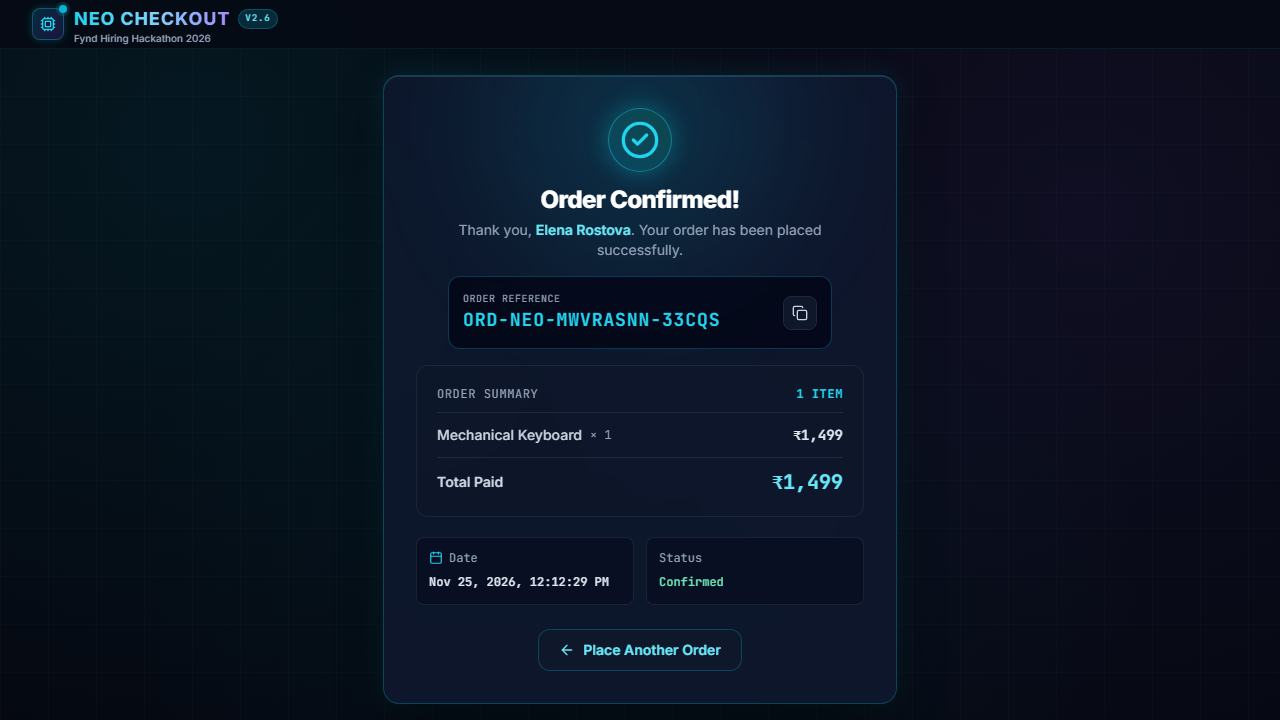 NEO CHECKOUT V2.6
Fynd Hiring Hackathon 2026
Order Confirmed!
Thank you, Elena Rostova. Your order has been placed
successfully.
ORDER REFERENCE
ORD-NEO-MWVRASNN-33CQS
ORDER SUMMARY 1 ITEM
Mechanical Keyboard × 1 ₹1,499
Total Paid ₹1,499
Date
Nov 25, 2026, 12:12:29 PM
Status
Confirmed
Place Another Order